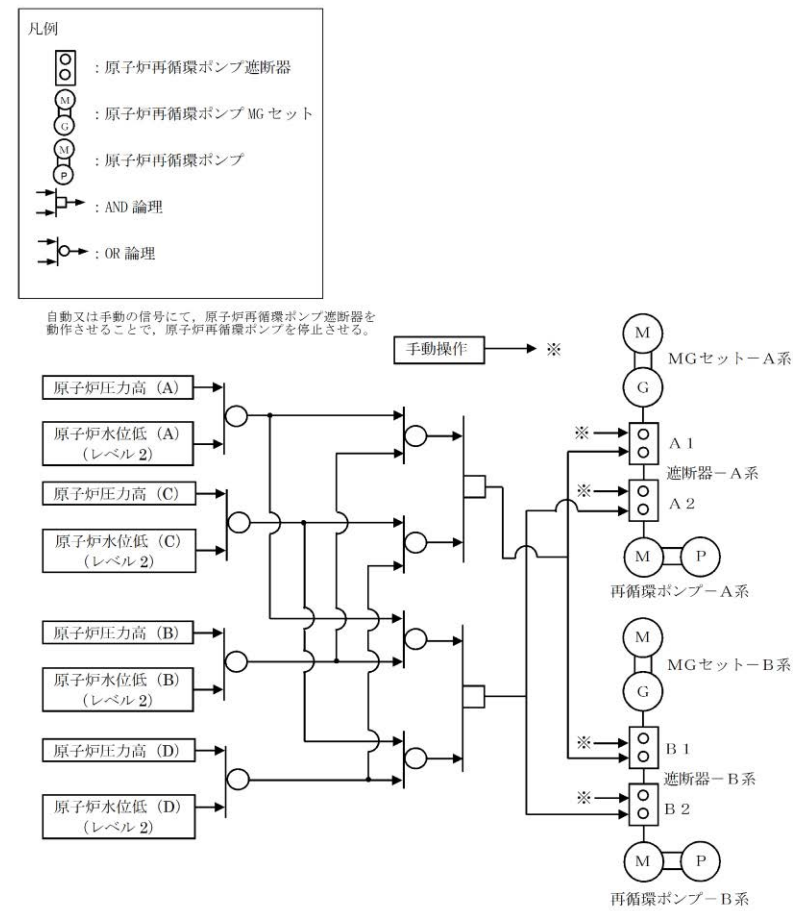 凡例
：原子炉再循環ポンプ遮断器
M
G
：原子炉再循環ポンプ MG セット
M
P
：原子炉再循環ポンプ
：AND 論理
：OR 論理
自動又は手動の信号にて，原子炉再循環ポンプ遮断器を
動作させることで，原子炉再循環ポンプを停止させる。
手動操作
※
M
MGセット－A系
G
原子炉圧力高（A）
原子炉水位低（A）
（レベル 2）
※
A1
遮断器－A系
原子炉圧力高（C）
※
A2
原子炉水位低（C）
（レベル 2）
M
P
再循環ポンプ－A系
原子炉圧力高（B）
M
MGセット－B系
原子炉水位低（B）
（レベル 2）
G
原子炉圧力高（D）
※
B1
遮断器－B系
原子炉水位低（D）
（レベル 2）
※
B2
M
P
再循環ポンプ－B系